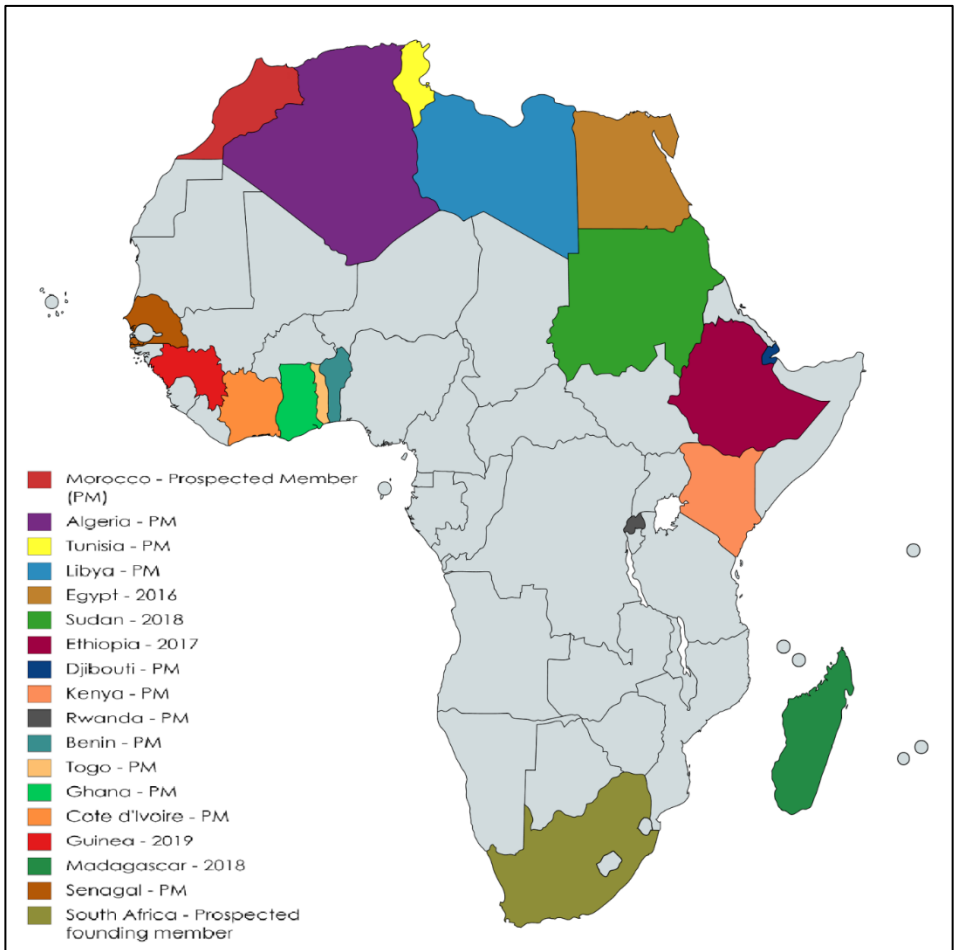 Morocco - Prospected Member
(PM)
Algeria - PM
Tunisia - PM
Libya - PM
Egypt - 2016
Sudan - 2018
Ethiopia - 2017
Djibouti - PM
Kenya - PM
Rwanda - PM
Benin - PM
Togo - PM
Ghana - PM
Cote d'Ivoire - PM
Guinea - 2019
Madagascar - 2018
Senagal - PM
South Africa - Prospected
founding member